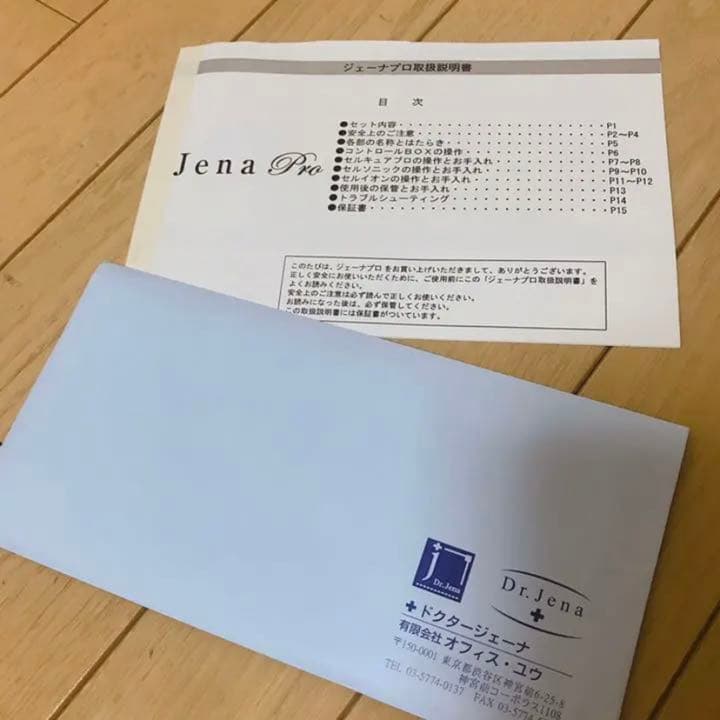 ジェーナプロ取扱説明書
目 次
Jena Pro
●セット内容・・・・・・・・・・・・・・・・・・・・P1
●安全上のご注意・・・・・・・・・・・・・・・・・・P2～P4
●各部の名称とはたらき・・・・・・・・・・・・・・・P5
●コントロールBOXの操作・・・・・・・・・・・・・・P6
●セルキュアプロの操作とお手入れ・・・・・・・・・・P7～P8
●セルソニックの操作とお手入れ・・・・・・・・・・・P9～P10
●セルイオンの操作とお手入れ・・・・・・・・・・・・P11～P12
●使用後の保管とお手入れ・・・・・・・・・・・・・・P13
●トラブルシューティング・・・・・・・・・・・・・・P14
●保証書・・・・・・・・・・・・・・・・・・・・・・P15
このたびは、ジェーナプロをお買い上げいただきまして、ありがとうございます。
正しく安全にお使いいただくために、ご使用前にこの「ジェーナプロ取扱説明書」を
よくお読みください。
安全上のご注意は必ず読んで正しくお使いください。
お読みになった後は、必ず保管してください。
この取扱説明書には保証書がついています。
J
Dr.Jena
Dr.Jena
ドクタージェーナ
有限会社オフィス・ユウ
〒150-0001 東京都渋谷区神宮前6-25-8
神宮前コーポラス1108
TEL 03-5774-0137 FAX 03-5774-